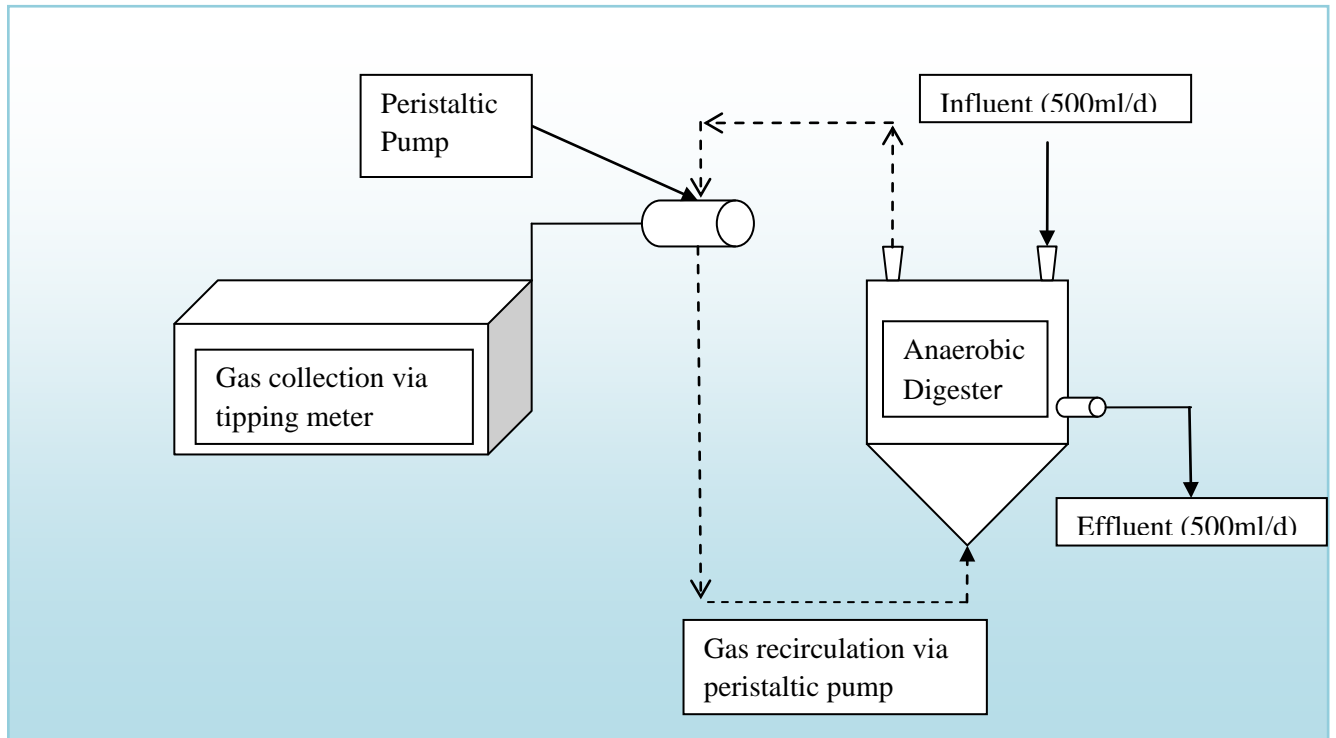 Peristaltic
Pump
Influent (500ml/d)
Anaerobic
Digester
Gas collection via
tipping meter
Effluent (500ml/d)
Gas recirculation via
peristaltic pump